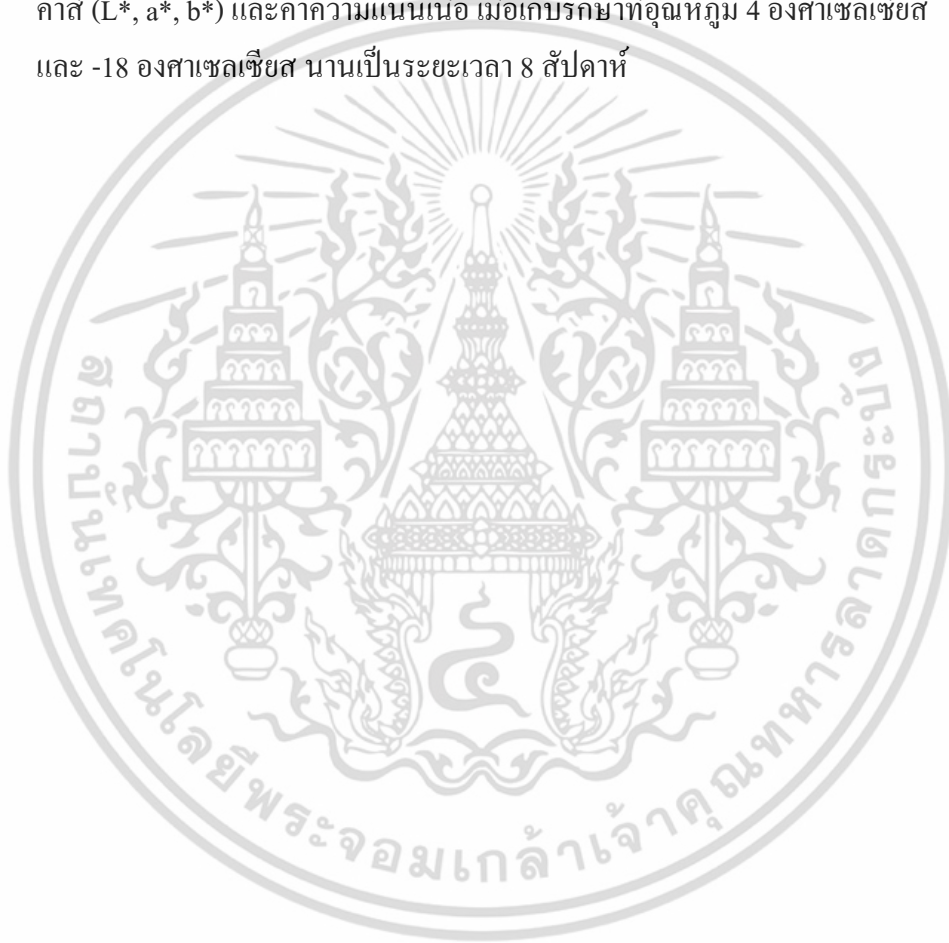 ค่าสี (L*, a*, b*) และค่าความแน่นเนื้อ เมื่อเก็บรักษาที่อุณหภูมิ 4 องศาเซลเซียส
และ -18 องศาเซลเซียส นานเป็นระยะเวลา 8 สัปดาห์
สถาบันเทคโนโลยีพระจอมเกล้าเจ้าคุณทหารลาดกระบัง
๔